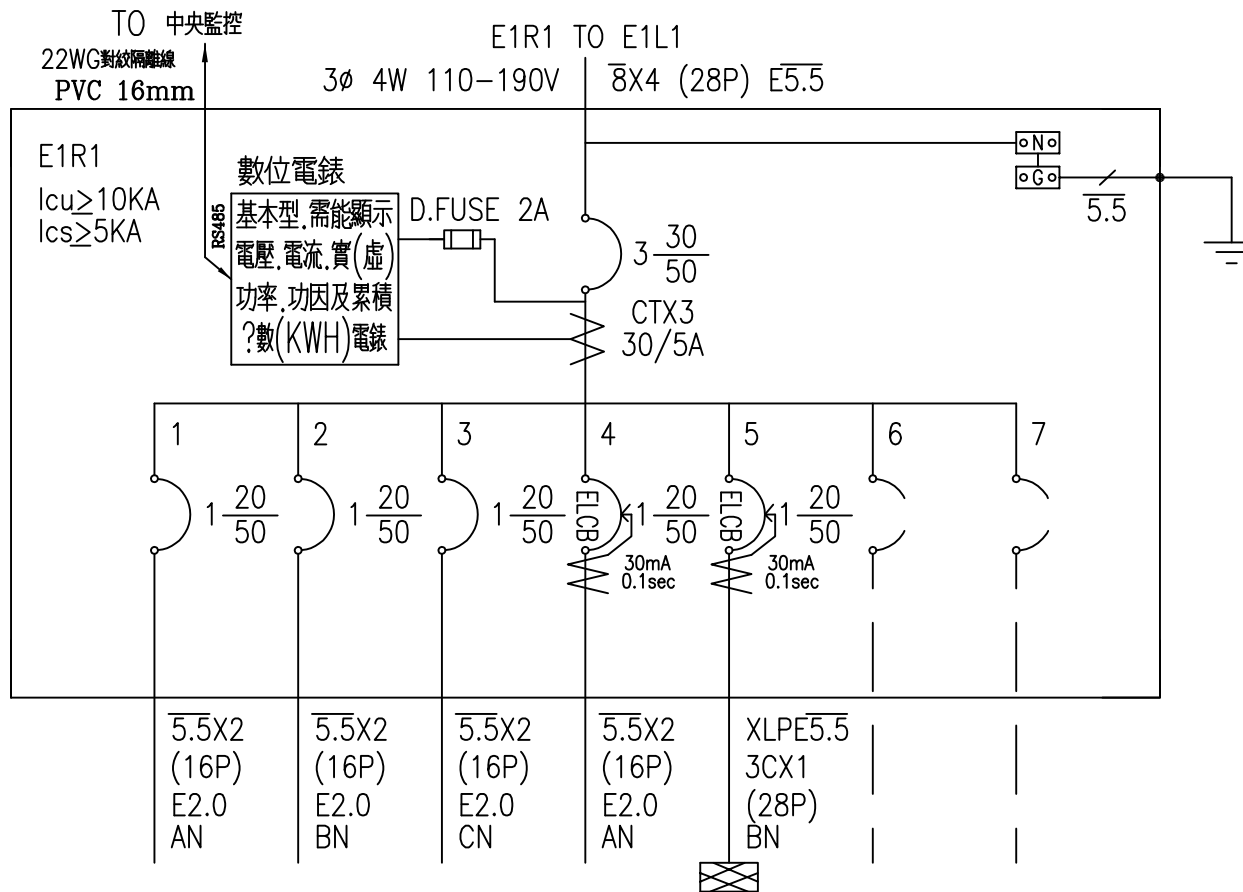 TO 中央監控
22WG對絞隔離線
PVC 16mm
E1R1 TO E1L1
3ø 4W 110-190V 8X4 (28P) E5.5
E1R1
Icu≥10KA
Ics≥5KA
RS485
數位電錶
基本型.需能顯示
電壓.電流.實(虛)
功率.功因及累積
?數(KWH)電錶
D.FUSE 2A
3 30/50
CTX3
30/5A
N
G
5.5
1 2 3 4 5 6 7
1 20/50
1 20/50
1 20/50
ELCB
1 20/50
30mA
0.1sec
ELCB
1 20/50
30mA
0.1sec
5.5X2
(16P)
E2.0
AN
5.5X2
(16P)
E2.0
BN
5.5X2
(16P)
E2.0
CN
5.5X2
(16P)
E2.0
AN
XLPE5.5
3CX1
(28P)
BN